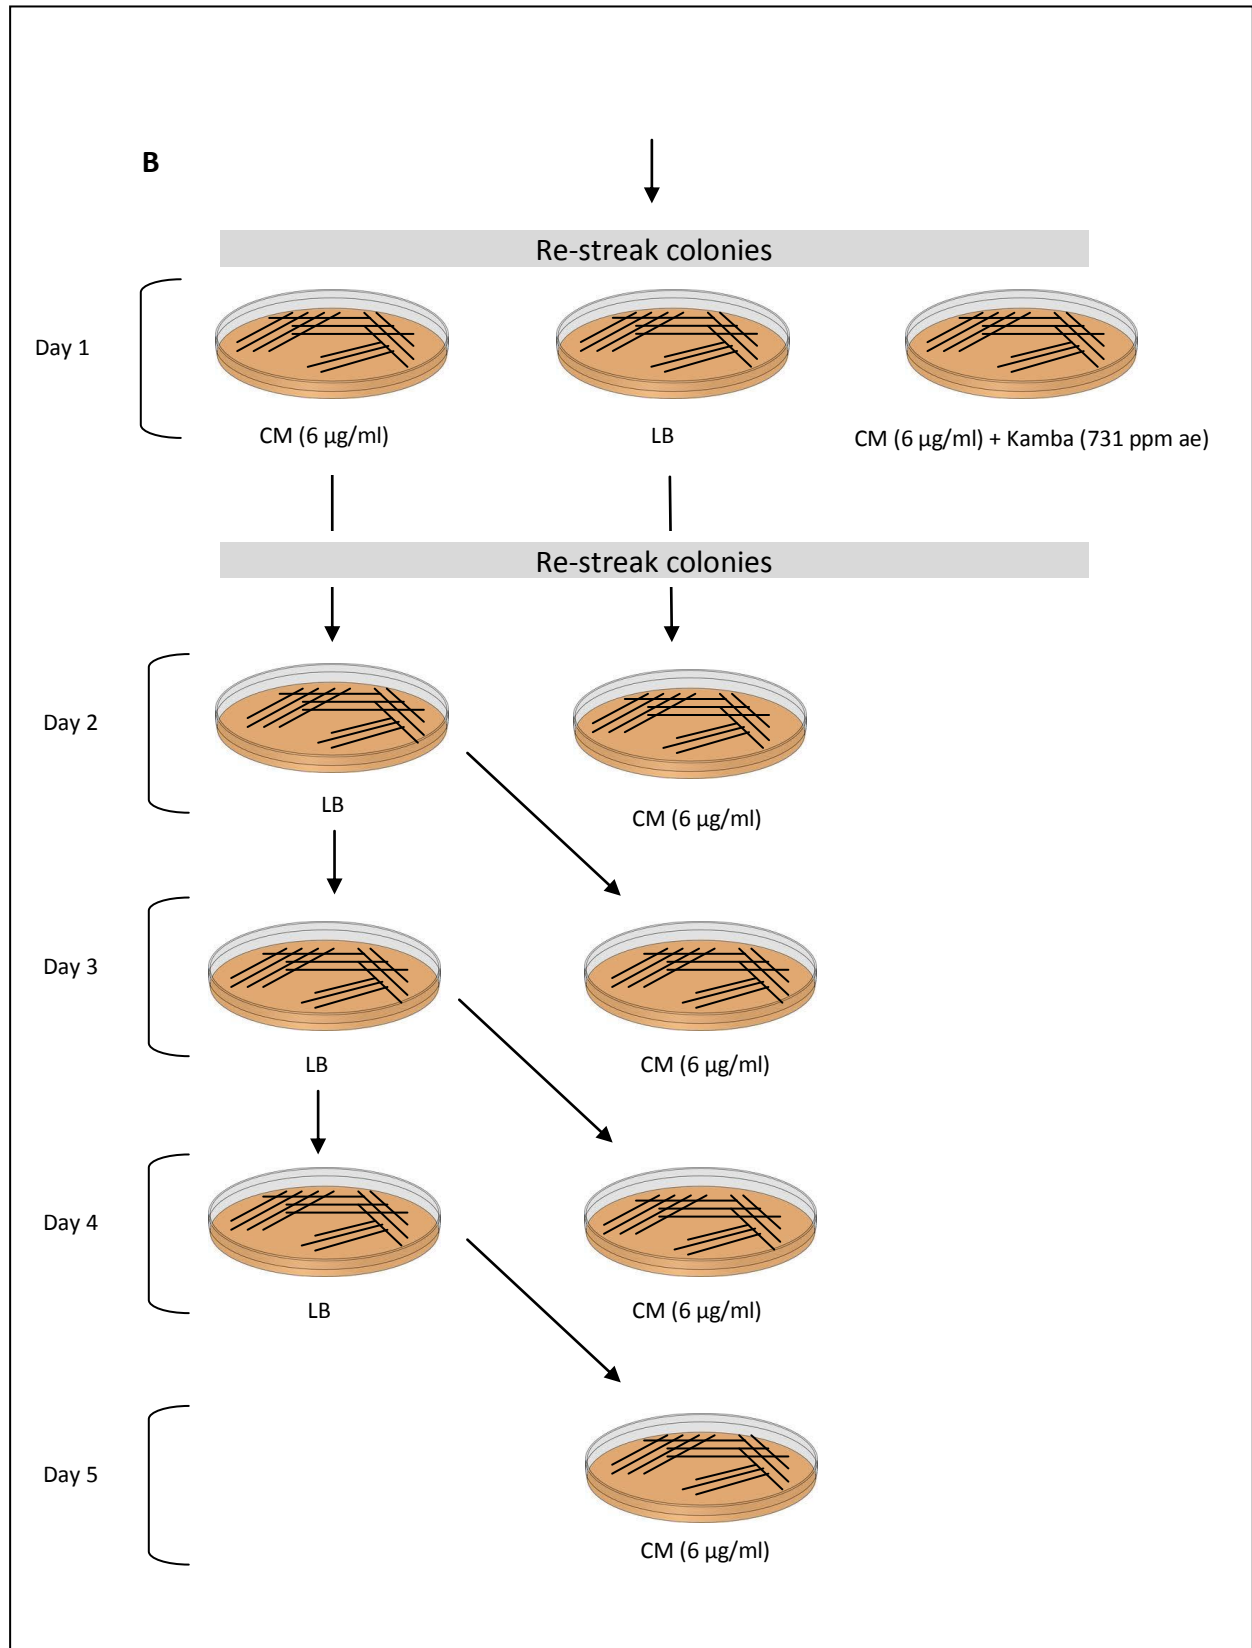 B
Re-streak colonies
Day 1
CM (6 µg/ml)
LB
CM (6 µg/ml) + Kamba (731 ppm ae)
Re-streak colonies
Day 2
LB
CM (6 µg/ml)
Day 3
LB
CM (6 µg/ml)
Day 4
LB
CM (6 µg/ml)
Day 5
CM (6 µg/ml)